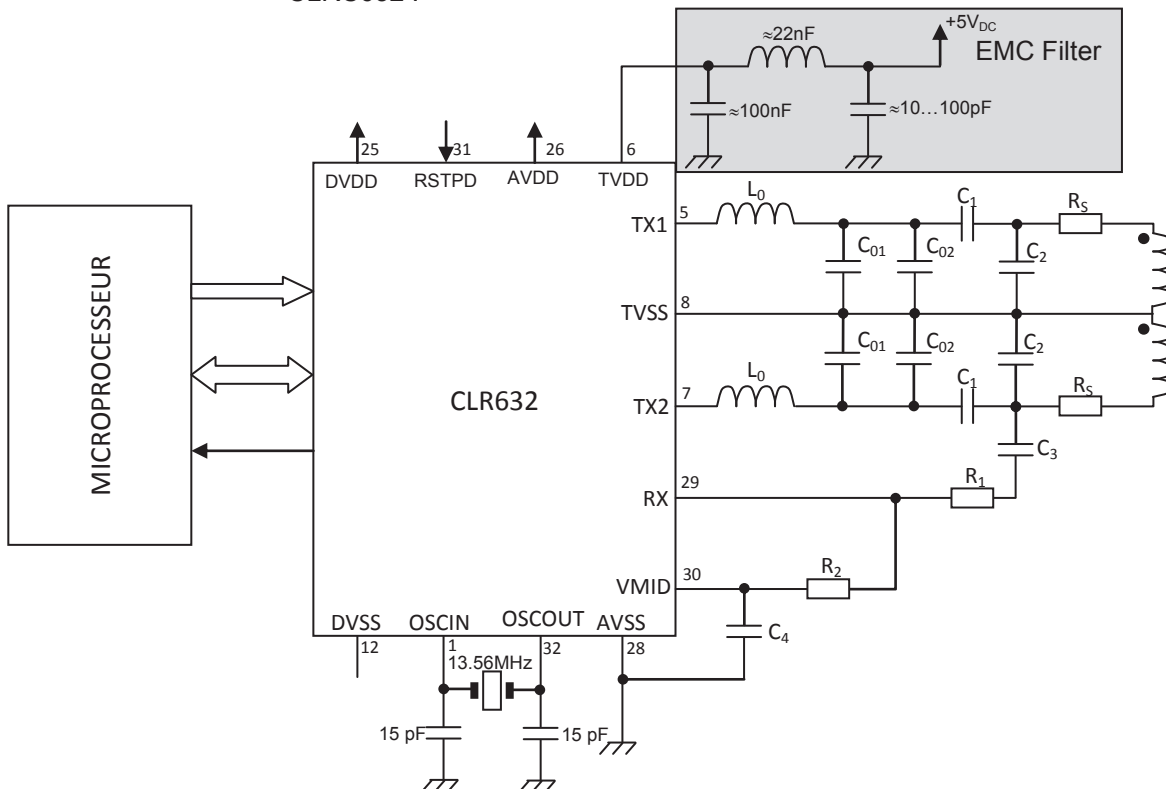 ≈22nF
+5VDC
EMC Filter
≈100nF
≈10…100pF
25
31
26
6
DVDD
RSTPD
AVDD
TVDD
MICROPROCESSEUR
CLR632
TX1
5
L0
C1
RS
C01
C02
C2
TVSS
8
C01
C02
C2
TX2
7
L0
C1
RS
C3
RX
29
R1
VMID
30
R2
C4
DVSS
OSCIN
OSCOUT
AVSS
12
1
32
28
13.56MHz
15 pF
15 pF